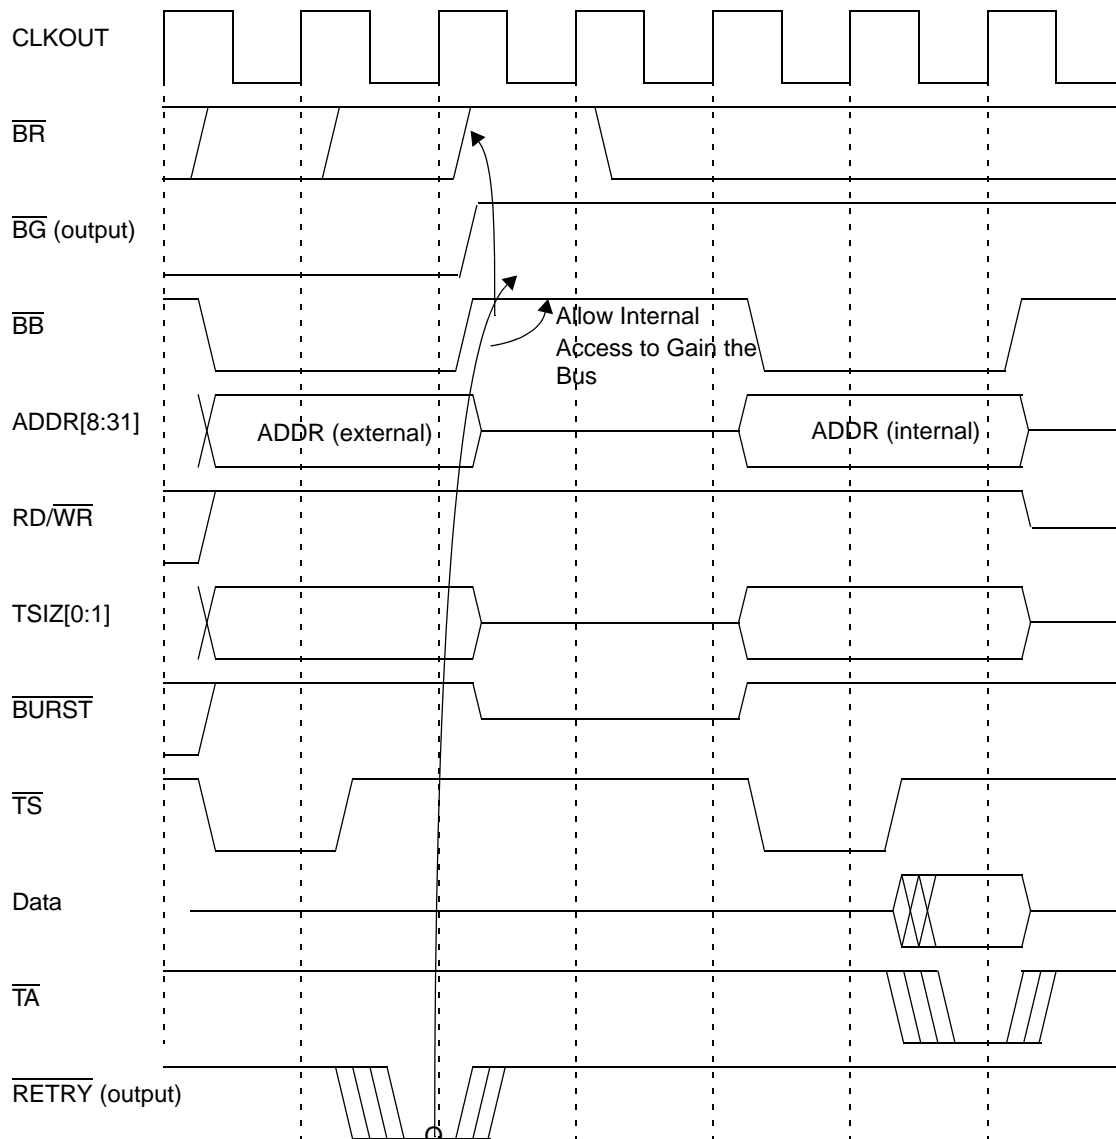 CLKOUT
BR
BG (output)
BB
Allow Internal
Access to Gain the
Bus
ADDR[8:31]
ADDR (external)
ADDR (internal)
RD/WR
TSIZ[0:1]
BURST
TS
Data
TA
RETRY (output)